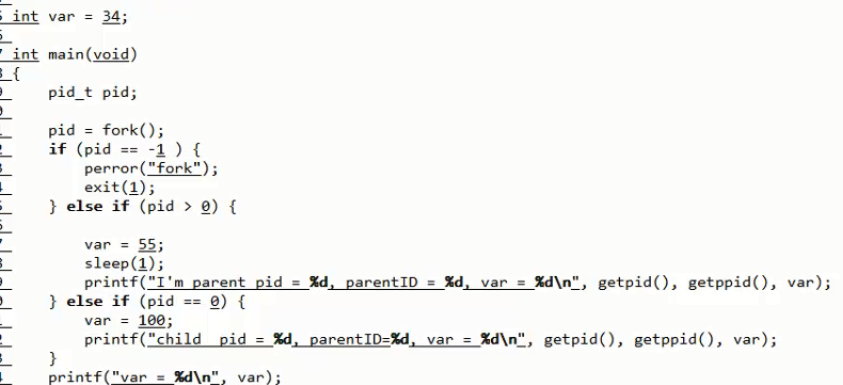 int var = 34;
int main(void)
{
pid_t pid;
pid = fork();
if (pid == -1 ) {
perror("fork");
exit(1);
} else if (pid > 0) {
var = 55;
sleep(1);
printf("I'm parent pid = %d, parentID = %d, var = %d\n", getpid(), getppid(), var);
} else if (pid == 0) {
var = 100;
printf("child  pid = %d, parentID=%d, var = %d\n", getpid(), getppid(), var);
}
printf("var = %d\n", var);